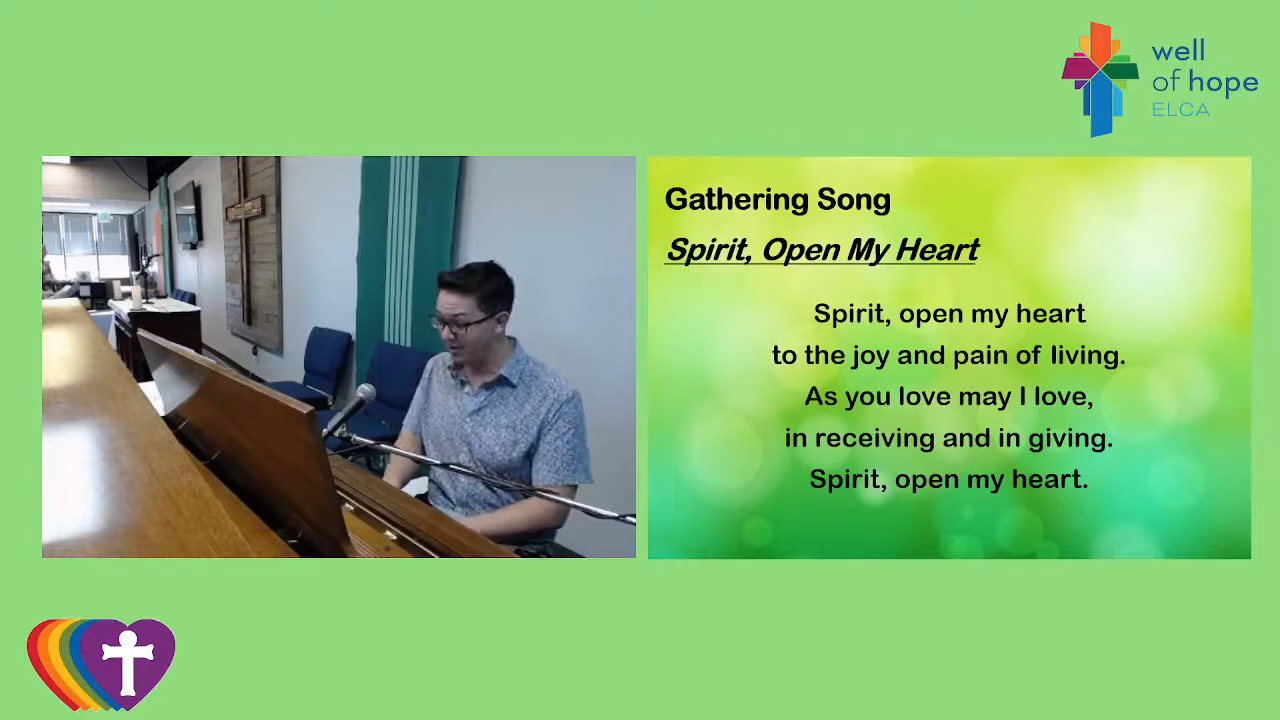 well
of hope
ELCA
Gathering Song
Spirit, Open My Heart
Spirit, open my heart
to the joy and pain of living.
As you love may I love,
in receiving and in giving.
Spirit, open my heart.